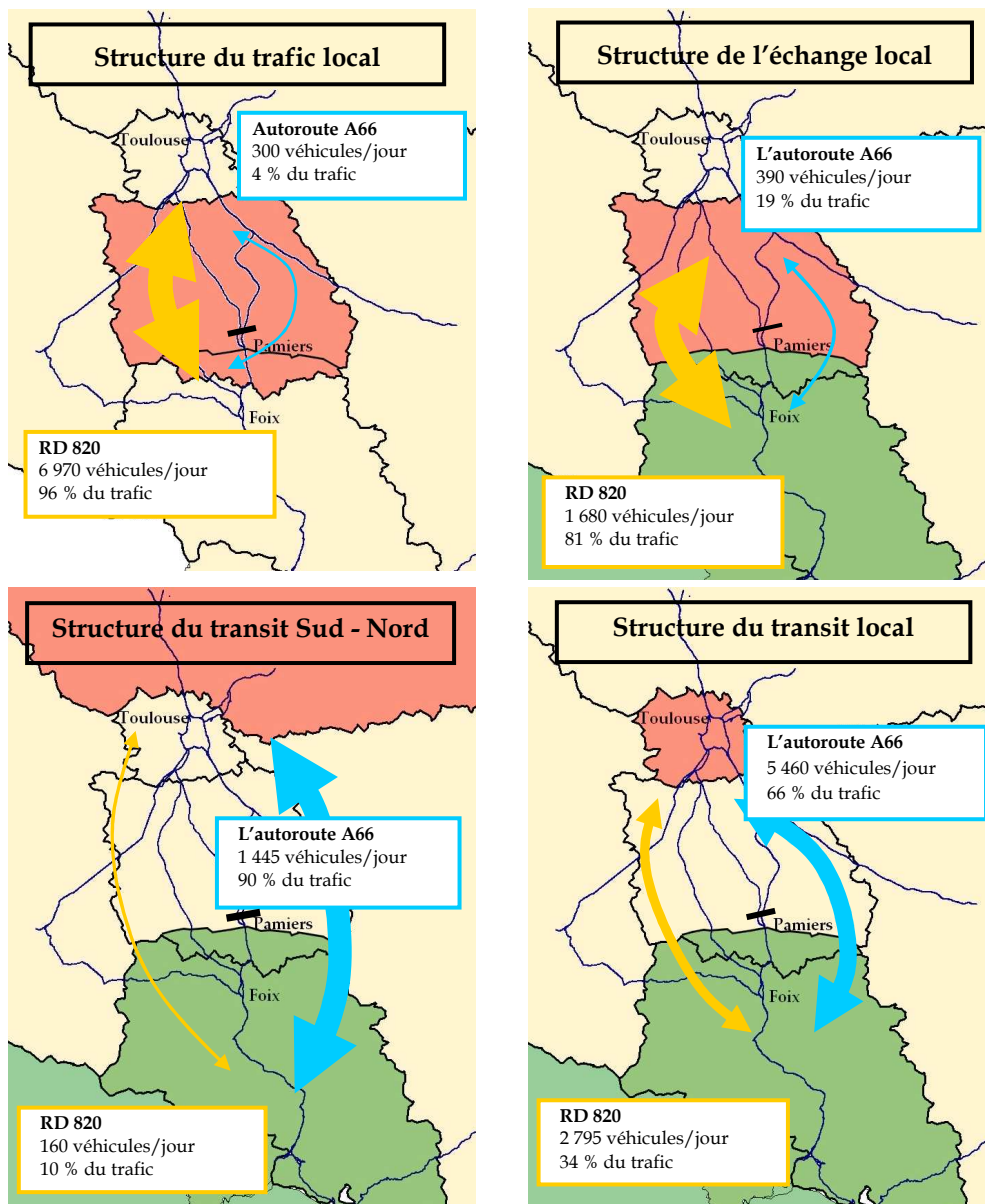 Structure du trafic local
Toulouse
Autoroute A66
300 véhicules/jour
4 % du trafic
Pamiers
Foix
RD 820
6 970 véhicules/jour
96 % du trafic
Structure de l’échange local
Toulouse
L’autoroute A66
390 véhicules/jour
19 % du trafic
Pamiers
Foix
RD 820
1 680 véhicules/jour
81 % du trafic
Structure du transit Sud - Nord
Toulouse
L’autoroute A66
1 445 véhicules/jour
90 % du trafic
Pamiers
Foix
RD 820
160 véhicules/jour
10 % du trafic
Structure du transit local
Toulouse
L’autoroute A66
5 460 véhicules/jour
66 % du trafic
Pamiers
Foix
RD 820
2 795 véhicules/jour
34 % du trafic